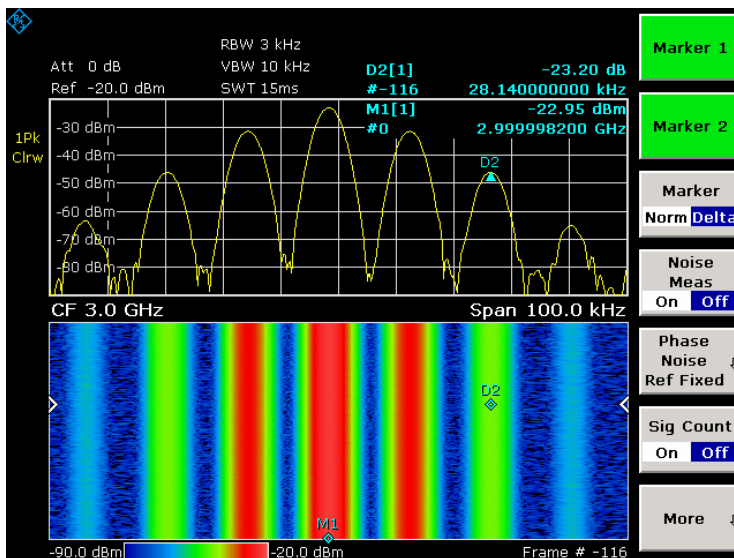 RBW 3 kHz
Att 0 dB
VBW 10 kHz
D2[1] -23.20 dB
Ref -20.0 dBm
SWT 15ms
#-116 28.140000000 kHz
M1[1] -22.95 dBm
#0 2.999998200 GHz
1Pk
Clrw
-30 dBm
-40 dBm
-50 dBm
-60 dBm
-70 dBm
-80 dBm
D2
CF 3.0 GHz
Span 100.0 kHz
D2
M1
-90.0 dBm
-20.0 dBm
Frame # -116
Marker 1
Marker 2
Marker
Norm Delta
Noise
Meas
On Off
Phase
Noise
Ref Fixed
Sig Count
On Off
More